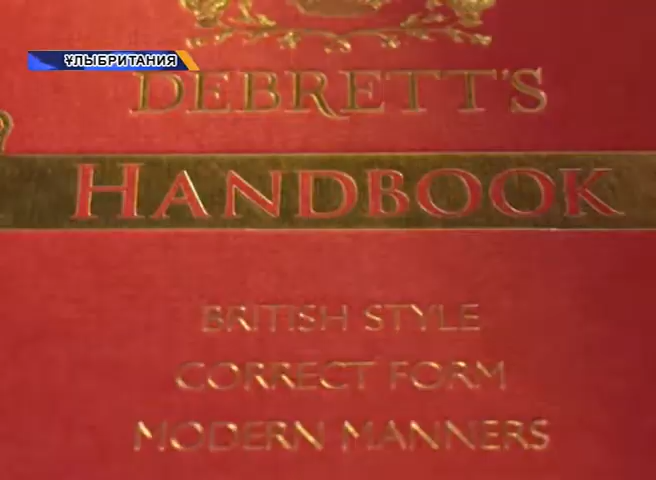 ҰЛЫБРИТАНИЯ
DEBRETT'S
HANDBOOK
BRITISH STYLE
CORRECT FORM
MODERN MANNERS